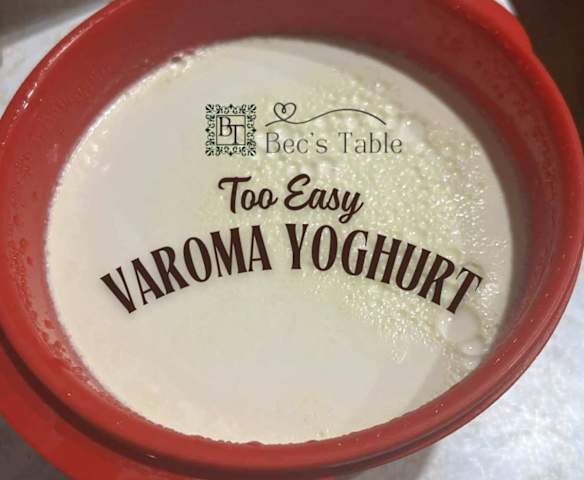 BT
Bec's Table
Too Easy
VAROMA YOGHURT